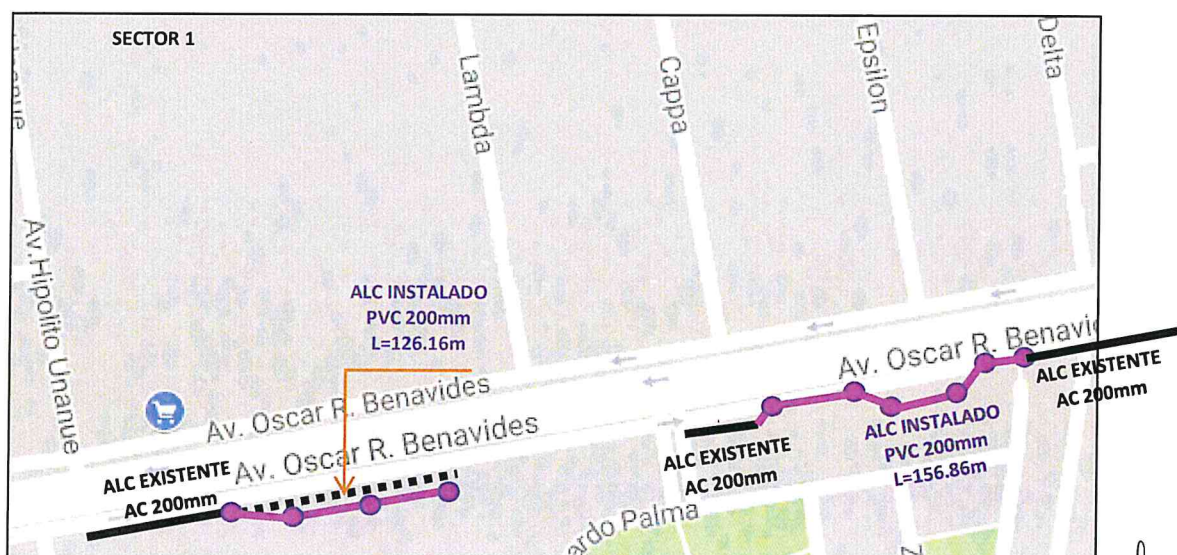 SECTOR 1
Lambda
Cappa
Epsilon
Delta
Av.Hipolito Unanue
ALC INSTALADO
PVC 200mm
L=126.16m
Av. Oscar R. Benavides
Av. Oscar R. Benavides
Av. Oscar R. Benavi
ALC EXISTENTE
AC 200mm
ALC EXISTENTE
AC 200mm
ALC INSTALADO
PVC 200mm
L=156.86m
ALC EXISTENTE
AC 200mm
ardo Palma